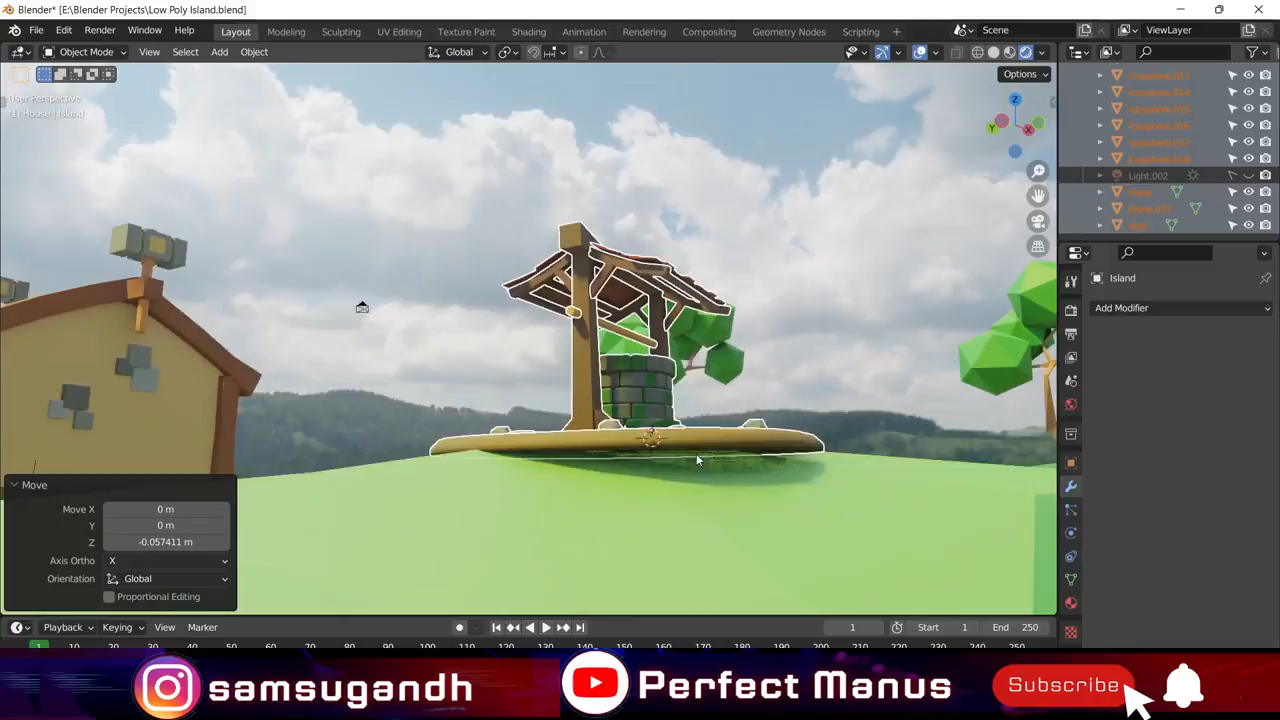 Blender* [E:\Blender Projects\Low Poly Island.blend]
File Edit Render Window Help Layout Modeling Sculpting UV Editing Texture Paint Shading Animation Rendering Compositing Geometry Nodes Scripting + Scene ViewLayer
Object Mode View Select Add Object Global
Options
User Perspective
(1) House | Island
Z
Y
X
Light.002
Island
Add Modifier
Move
Move X 0 m
Y 0 m
Z -0.057411 m
Axis Ortho X
Orientation Global
Proportional Editing
Playback Keying View Marker 1 Start 1 End 250
samsugandh Perfect Manus Subscribe